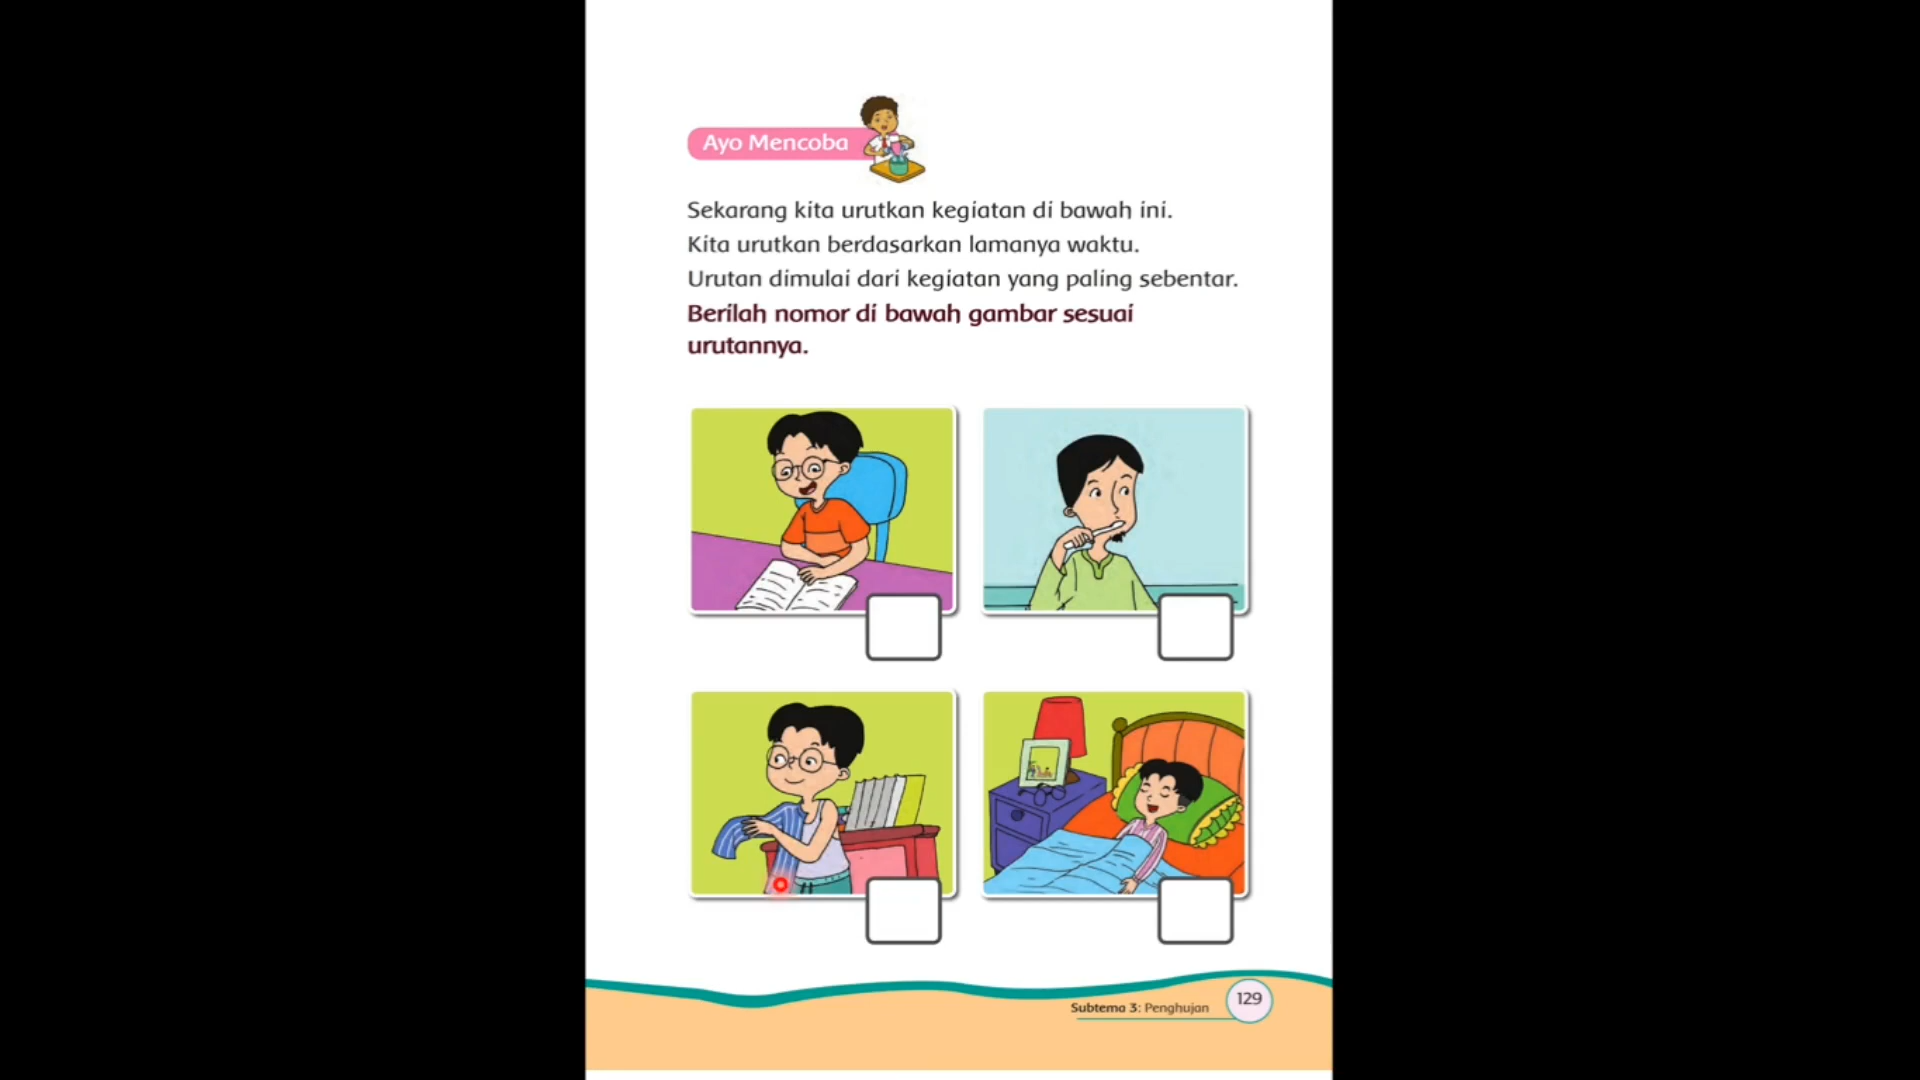 Ayo Mencoba
Sekarang kita urutkan kegiatan di bawah ini.
Kita urutkan berdasarkan lamanya waktu.
Urutan dimulai dari kegiatan yang paling sebentar.
Berilah nomor di bawah gambar sesuai
urutannya.
Subtema 3: Penghujan
129